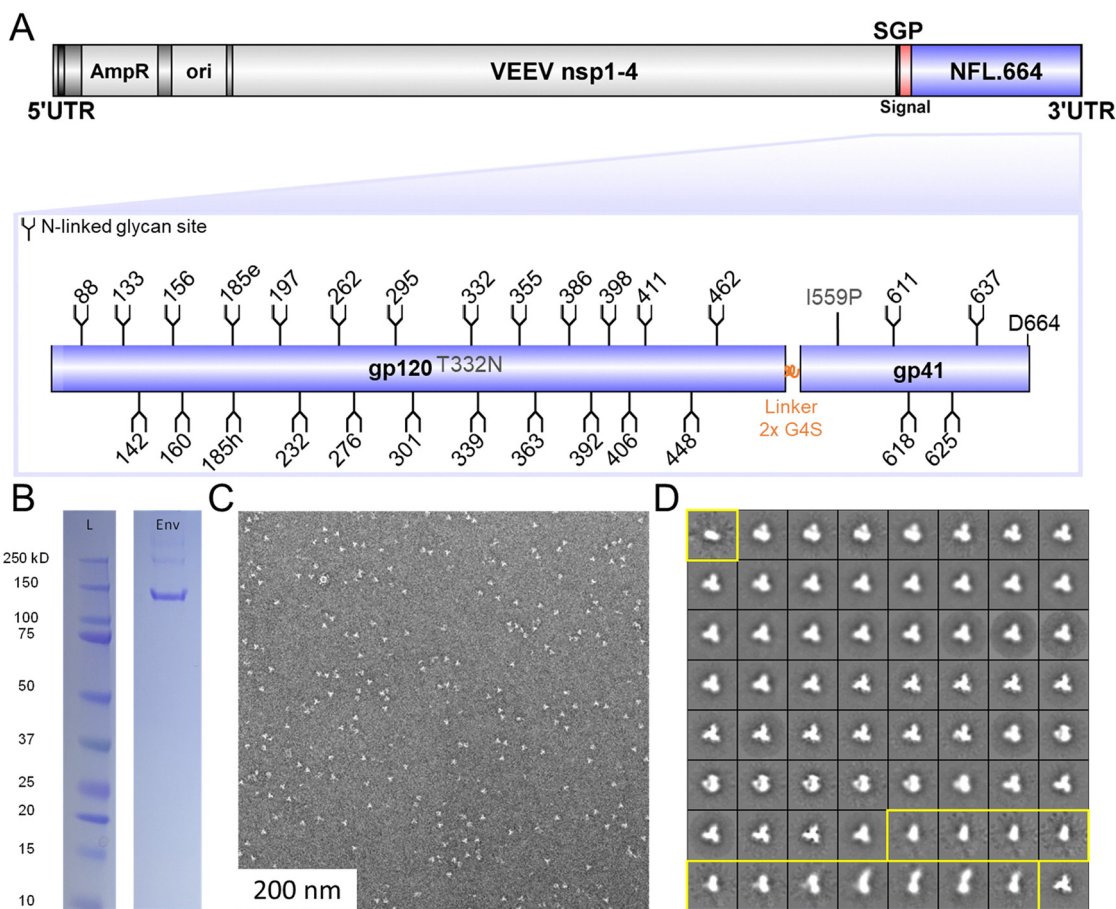 A
SGP
AmpR
ori
VEEV nsp1-4
NFL.664
5'UTR
Signal
3'UTR
N-linked glycan site
88
133
156
185e
197
262
295
332
355
386
398
411
462
I559P
611
637
D664
gp120
T332N
gp41
Linker
2x G4S
142
160
185h
232
276
301
339
363
392
406
448
618
625
B
C
D
L
Env
250 kD
150
100
75
50
37
25
20
15
10
200 nm